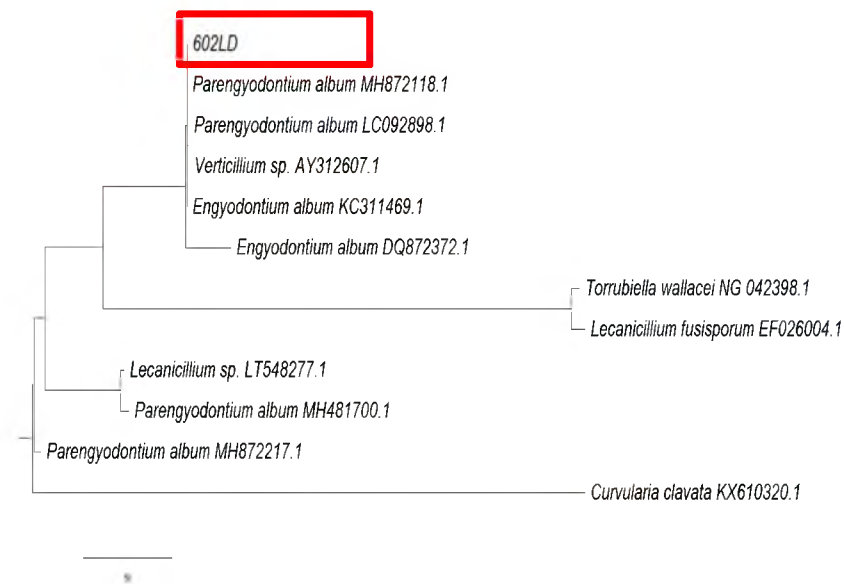 602LD
Parengyodontium album MH872118.1
Parengyodontium album LC092898.1
Verticillium sp. AY312607.1
Engyodontium album KC311469.1
Engyodontium album DQ872372.1
Torrubiella wallacei NG 042398.1
Lecanicillium fusisporum EF026004.1
Lecanicillium sp. LT548277.1
Parengyodontium album MH481700.1
Parengyodontium album MH872217.1
Curvularia clavata KX610320.1